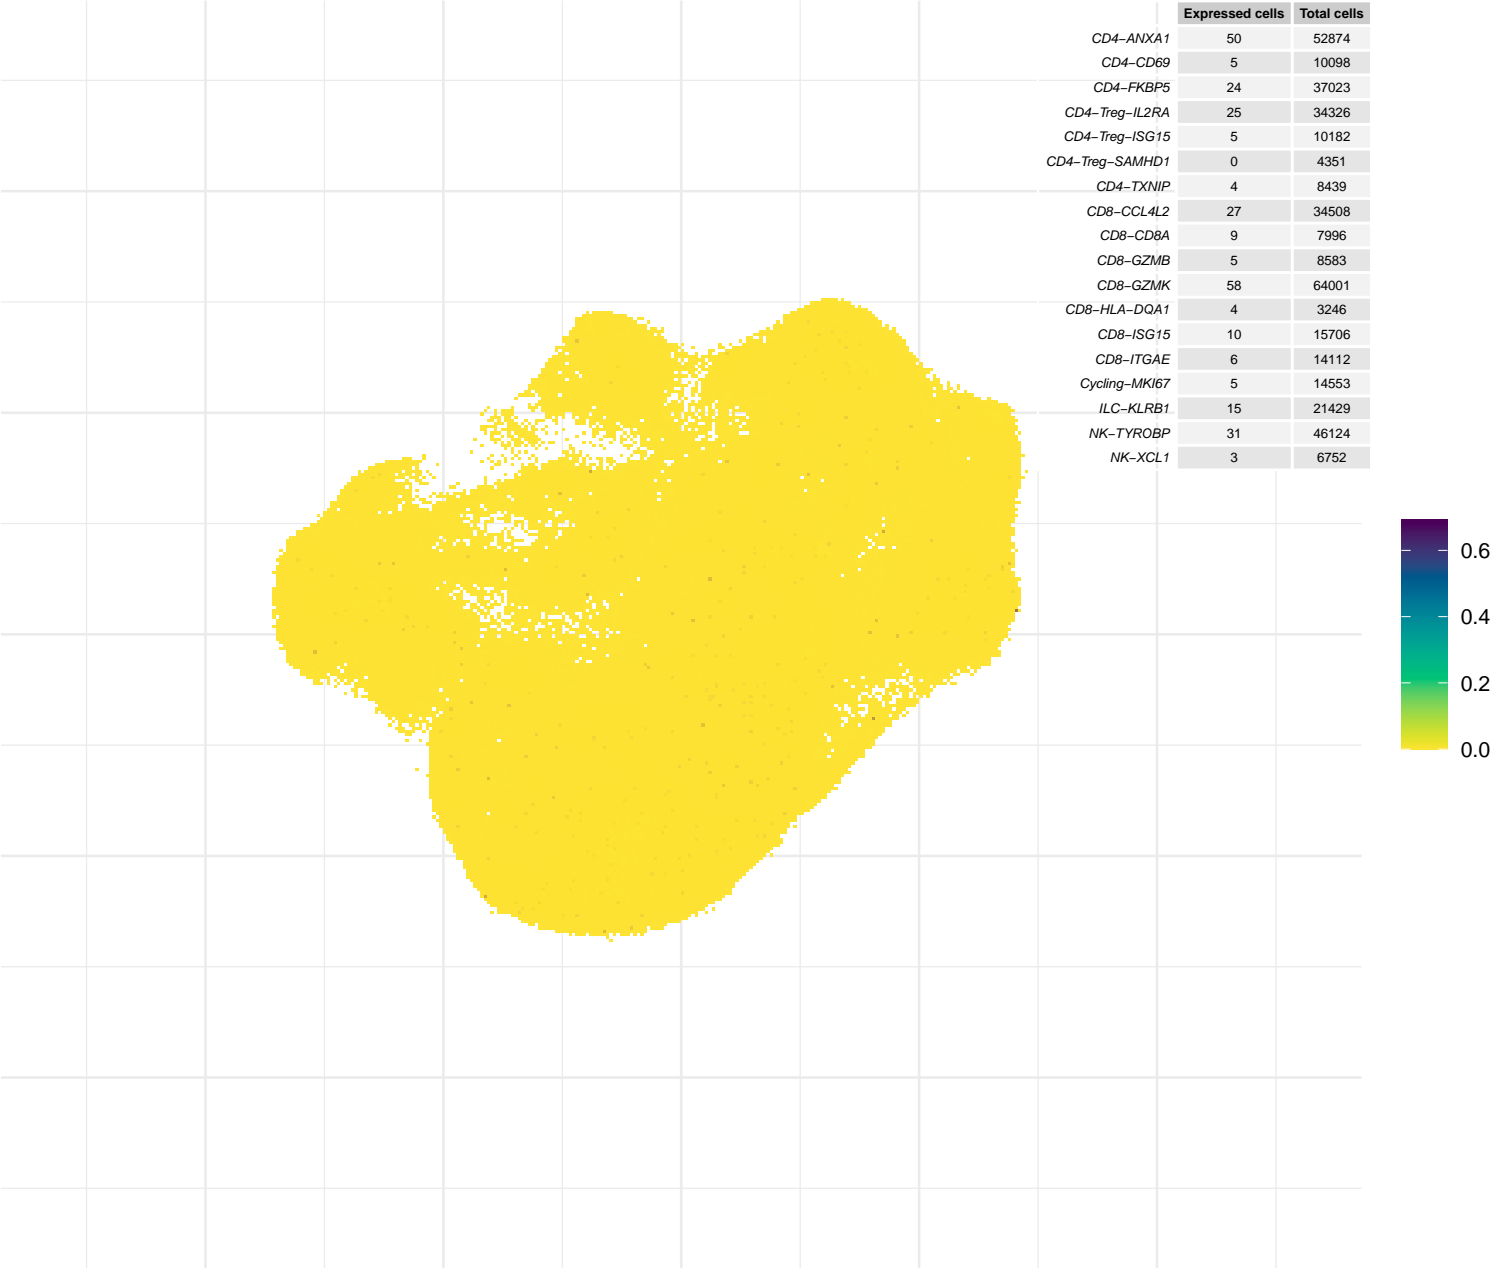 Expressed cells Total cells
CD4−ANXA1 50 52874
CD4−CD69 5 10098
CD4−FKBP5 24 37023
CD4−Treg−IL2RA 25 34326
CD4−Treg−ISG15 5 10182
CD4−Treg−SAMHD1 0 4351
CD4−TXNIP 4 8439
CD8−CCL4L2 27 34508
CD8−CD8A 9 7996
CD8−GZMB 5 8583
CD8−GZMK 58 64001
CD8−HLA−DQA1 4 3246
CD8−ISG15 10 15706
CD8−ITGAE 6 14112
Cycling−MKI67 5 14553
ILC−KLRB1 15 21429
NK−TYROBP 31 46124
NK−XCL1 3 6752
0.6
0.4
0.2
0.0